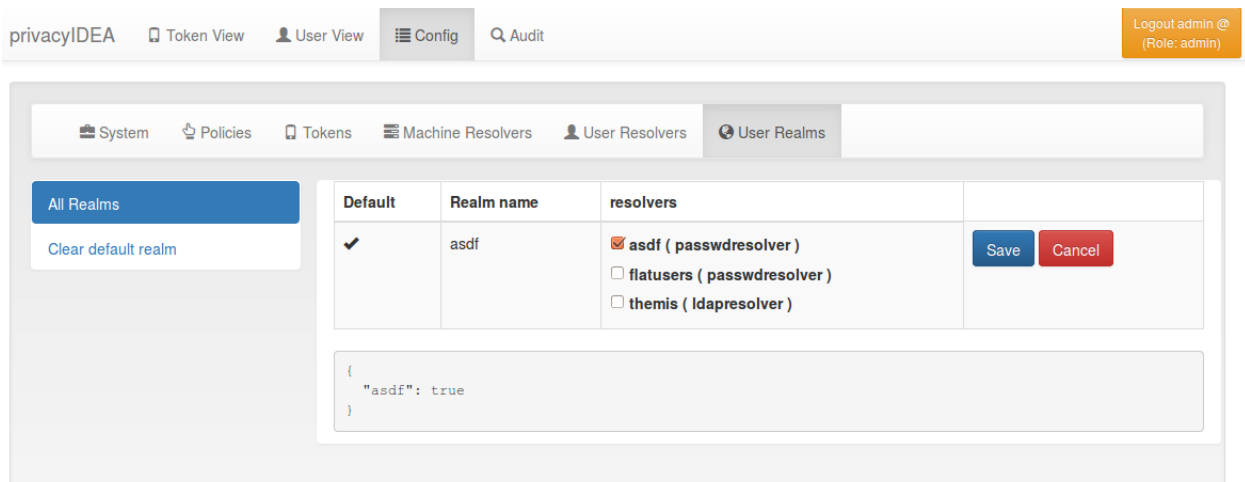 privacyIDEA Token View User View Config Audit
Logout admin @
(Role: admin)
System Policies Tokens Machine Resolvers User Resolvers User Realms
All Realms
Clear default realm
Default Realm name resolvers
asdf
asdf ( passwdresolver )
flatusers ( passwdresolver )
themis ( ldapresolver )
Save Cancel
{
"asdf": true
}